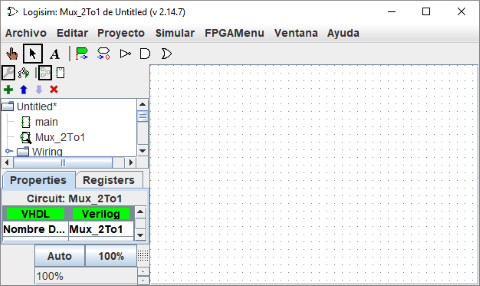 Logisim: Mux_2To1 de Untitled (v 2.14.7)
Archivo Editar Proyecto Simular FPGAMenu Ventana Ayuda
A
Untitled*
main
Mux_2To1
Wiring
Properties Registers
Circuit: Mux_2To1
VHDL Verilog
Nombre D... Mux_2To1
Auto 100%
100%